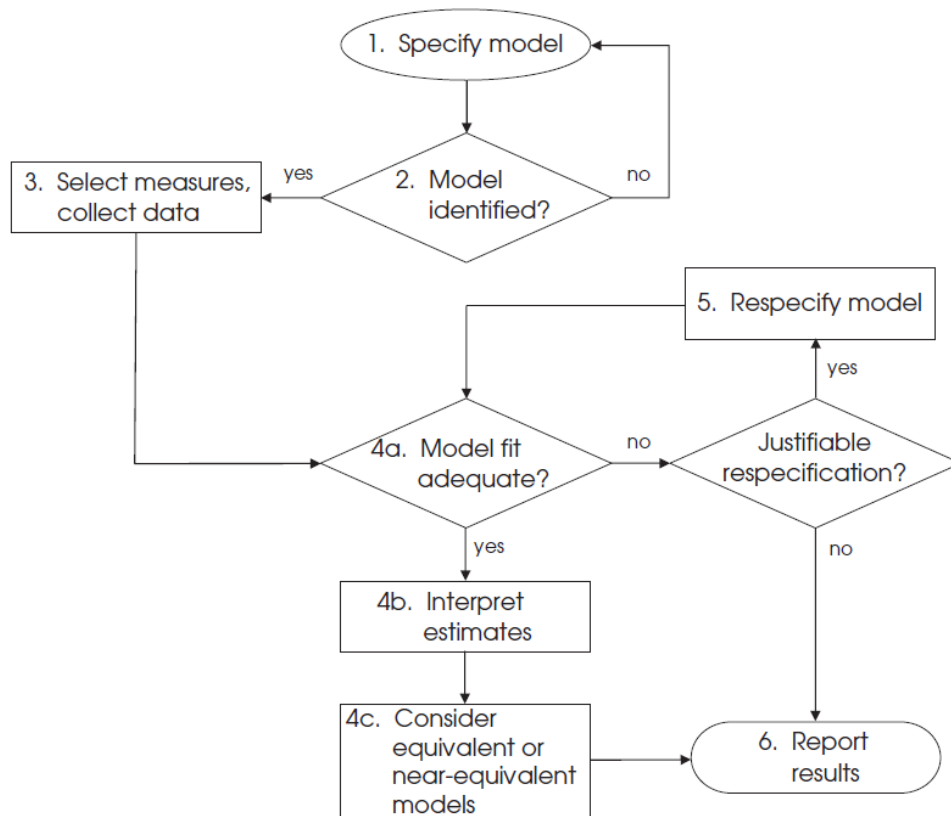 1. Specify model
2. Model
identified?
yes
no
3. Select measures,
collect data
5. Respecify model
yes
4a. Model fit
adequate?
no
Justifiable
respecification?
yes
no
4b. Interpret
estimates
4c. Consider
equivalent or
near-equivalent
models
6. Report
results